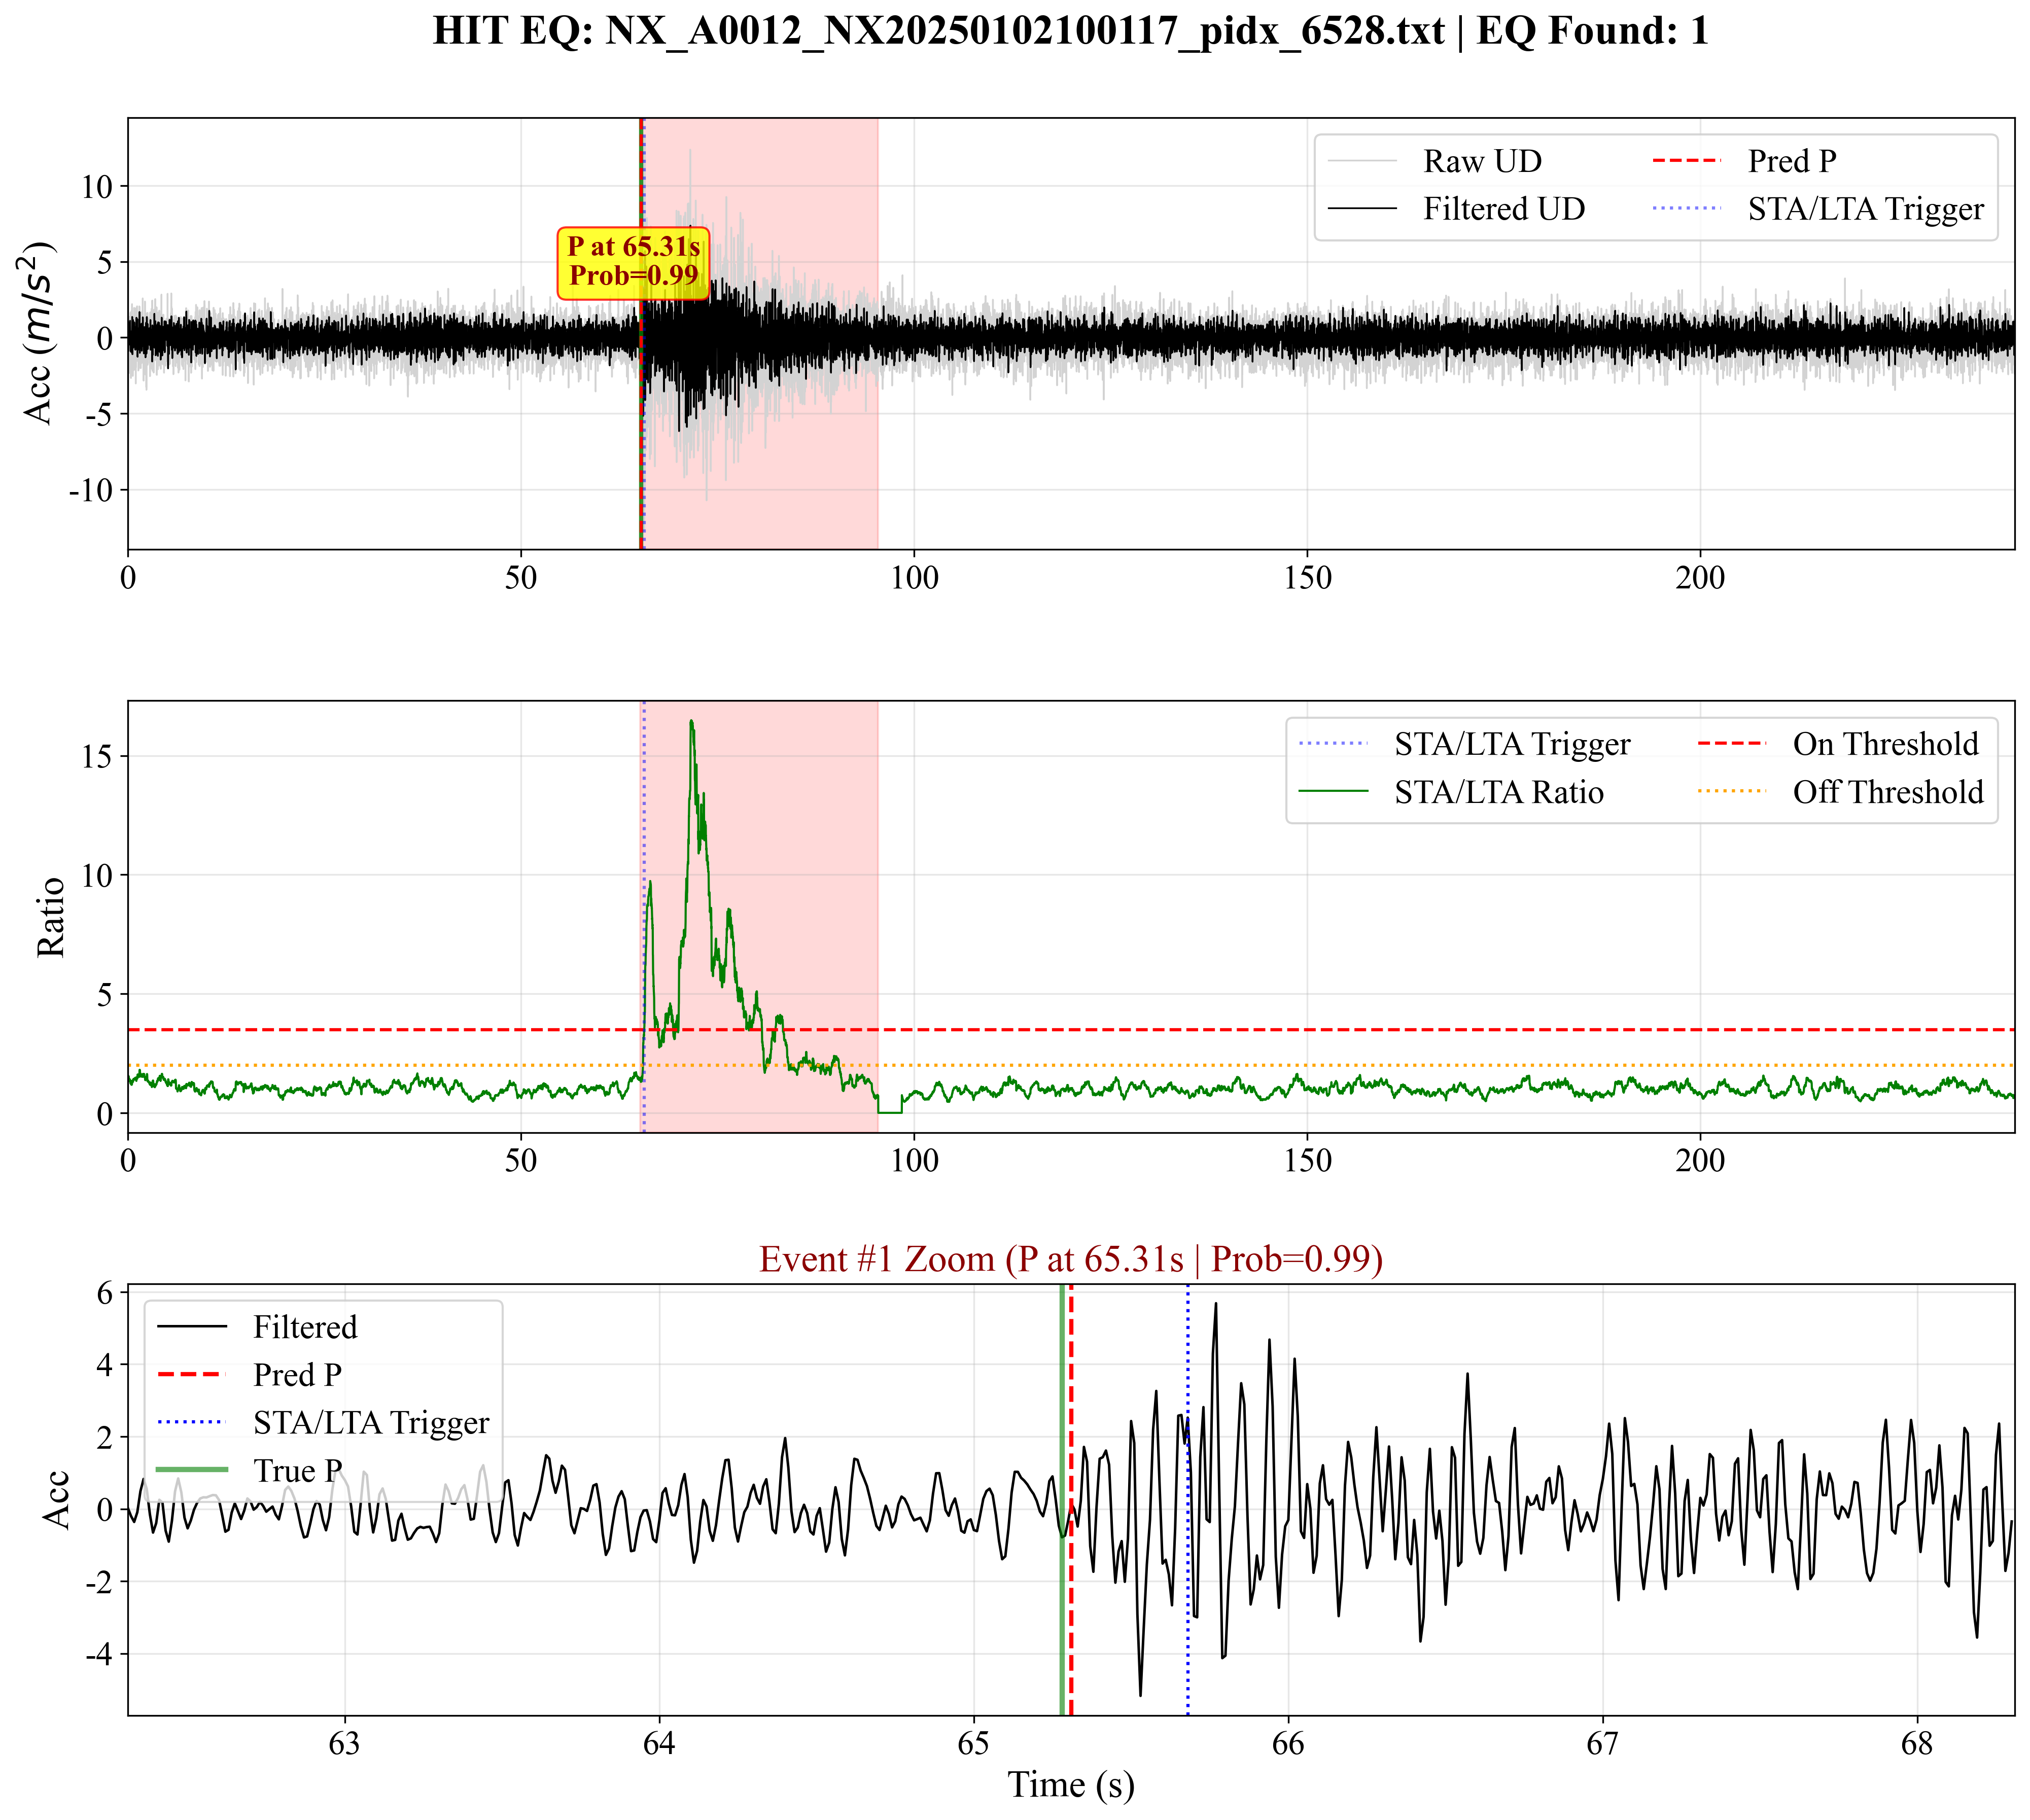 HIT EQ: NX_A0012_NX20250102100117_pidx_6528.txt | EQ Found: 1
Raw UD
Filtered UD
Pred P
STA/LTA Trigger
P at 65.31s
Prob=0.99
Acc (m/s²)
10
5
0
-5
-10
0
50
100
150
200
STA/LTA Trigger
STA/LTA Ratio
On Threshold
Off Threshold
Ratio
15
10
5
0
0
50
100
150
200
Event #1 Zoom (P at 65.31s | Prob=0.99)
Filtered
Pred P
STA/LTA Trigger
True P
Acc
6
4
2
0
-2
-4
63
64
65
66
67
68
Time (s)